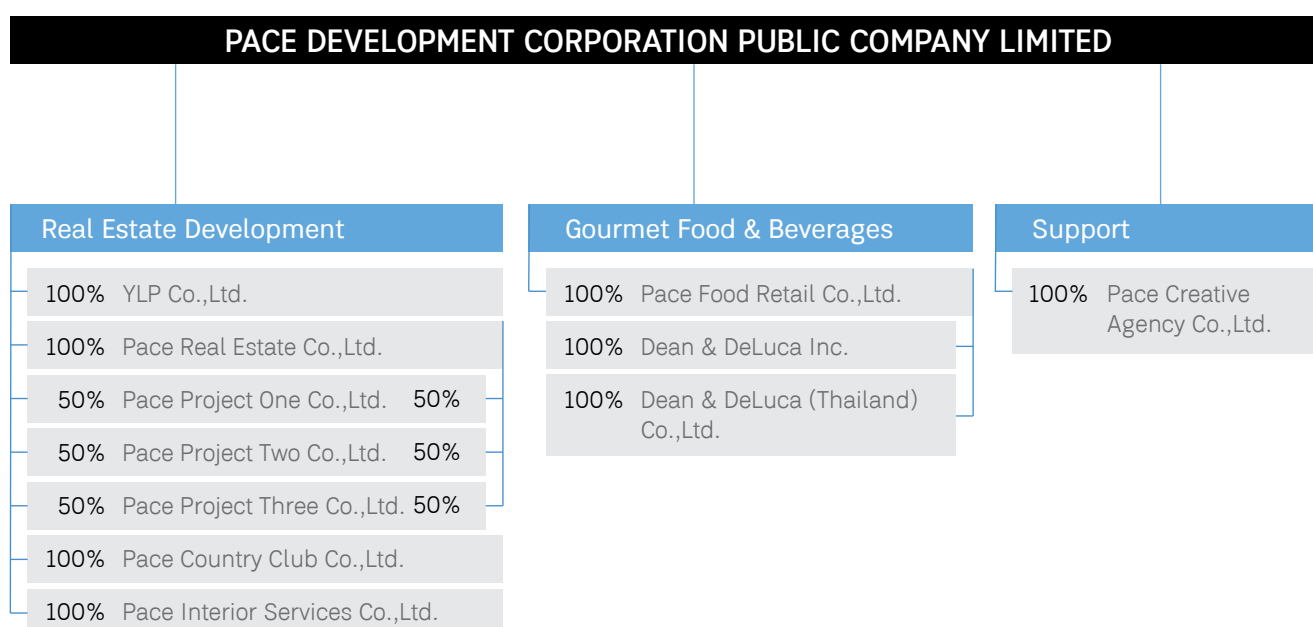 PACE DEVELOPMENT CORPORATION PUBLIC COMPANY LIMITED
Real Estate Development
100% YLP Co.,Ltd.
100% Pace Real Estate Co.,Ltd.
50% Pace Project One Co.,Ltd. 50%
50% Pace Project Two Co.,Ltd. 50%
50% Pace Project Three Co.,Ltd. 50%
100% Pace Country Club Co.,Ltd.
100% Pace Interior Services Co.,Ltd.
Gourmet Food & Beverages
100% Pace Food Retail Co.,Ltd.
100% Dean & DeLuca Inc.
100% Dean & DeLuca (Thailand)
Co.,Ltd.
Support
100% Pace Creative
Agency Co.,Ltd.